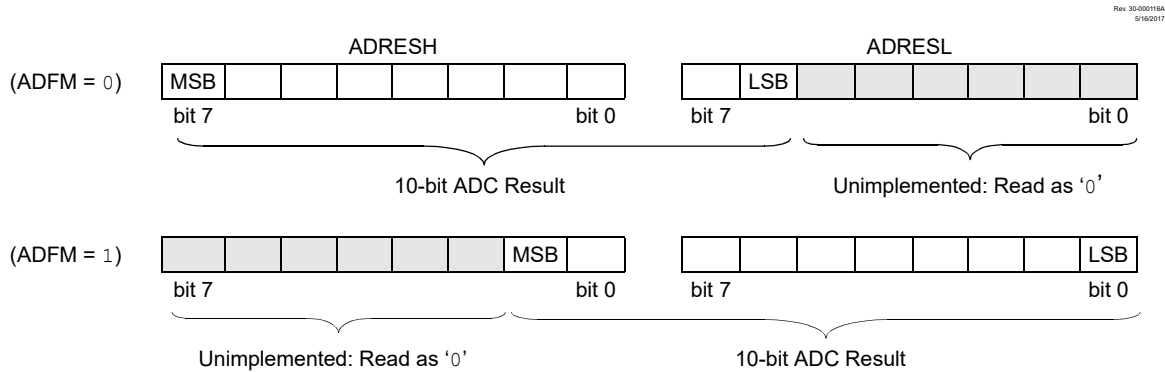 Rev. 30-000116A
5/16/2017
ADRESH ADRESL
(ADFM = 0) MSB LSB
bit 7 bit 0 bit 7 bit 0
10-bit ADC Result Unimplemented: Read as ‘0’
(ADFM = 1) MSB LSB
bit 7 bit 0 bit 7 bit 0
Unimplemented: Read as ‘0’ 10-bit ADC Result